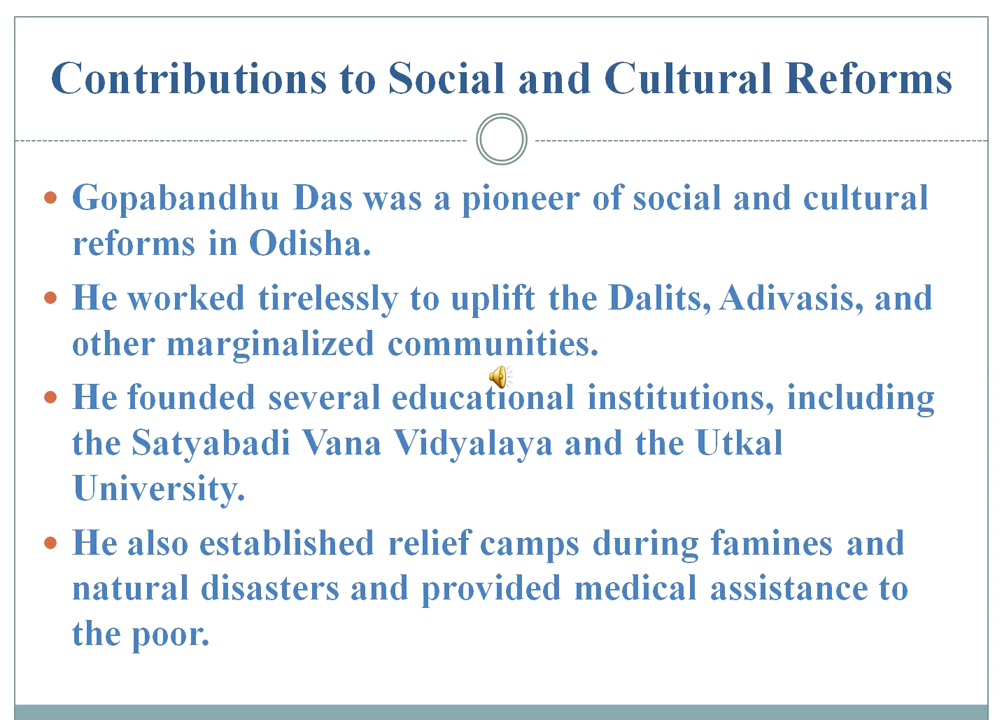 Contributions to Social and Cultural Reforms
Gopabandhu Das was a pioneer of social and cultural
reforms in Odisha.
He worked tirelessly to uplift the Dalits, Adivasis, and
other marginalized communities.
He founded several educational institutions, including
the Satyabadi Vana Vidyalaya and the Utkal
University.
He also established relief camps during famines and
natural disasters and provided medical assistance to
the poor.